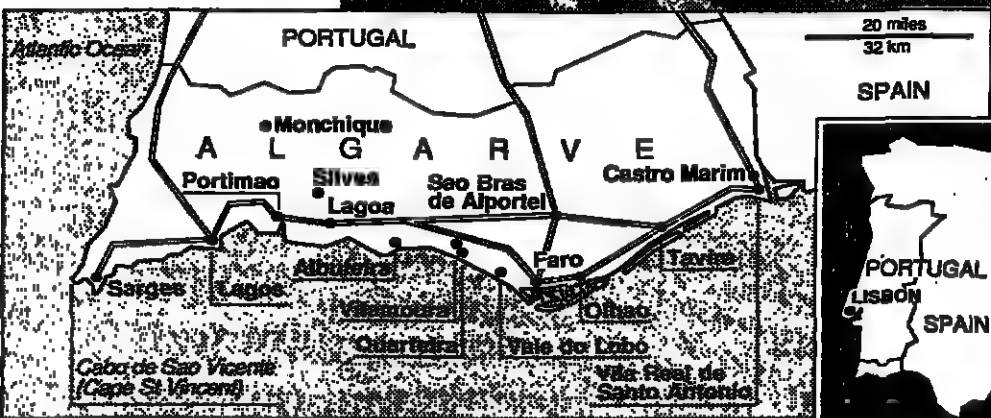 Atlantic Ocean
PORTUGAL
20 miles
32 km
SPAIN
Monchique
A L G A R V E
Portimao
Silves
Lagoa
Sao Bras
de Alportel
Castro Marim
Faro
Tavira
Sarges
Lagos
Albufeira
Vilamoura
Olhao
Quarteira
Vale do Lobo
Cabo de Sao Vicente
(Cape St Vincent)
Vila Real de
Santo Antonio
PORTUGAL
LISBON
SPAIN